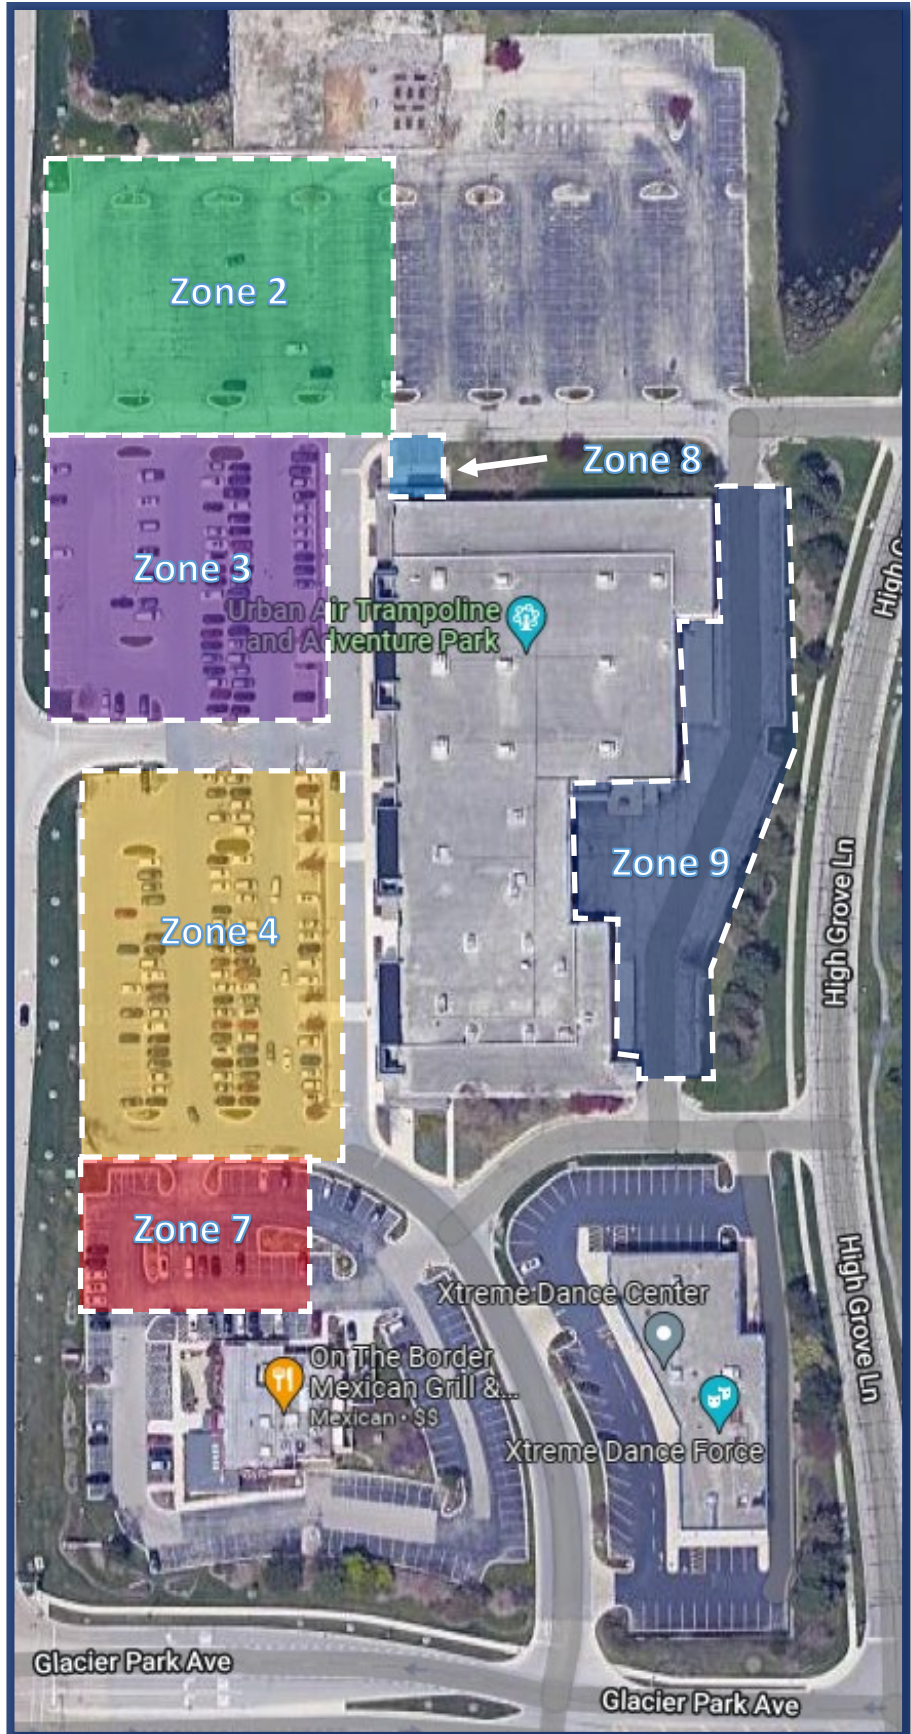 Zone 2
Zone 8
Zone 3
High G
Urban Air Trampoline
and Adventure Park
Zone 9
High Grove Ln
Zone 4
Zone 7
High Grove Ln
Xtreme Dance Center
On The Border
Mexican Grill &...
Mexican • $$
Xtreme Dance Force
Glacier Park Ave
Glacier Park Ave